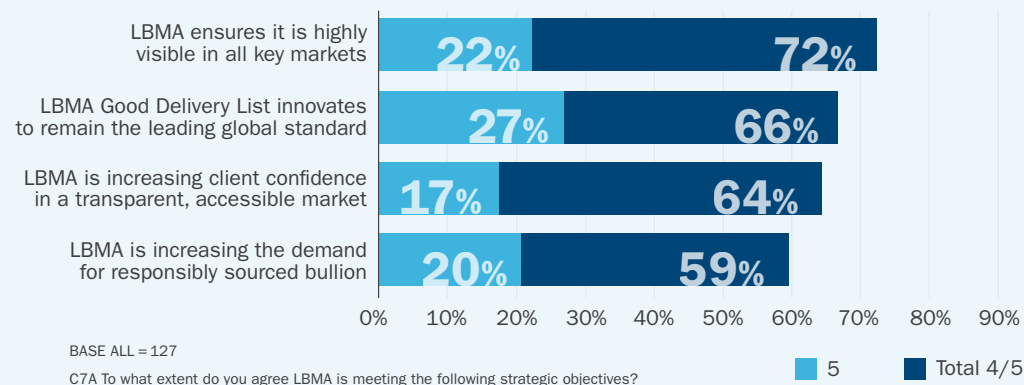 LBMA ensures it is highly
visible in all key markets
22%
72%
LBMA Good Delivery List innovates
to remain the leading global standard
27%
66%
LBMA is increasing client confidence
in a transparent, accessible market
17%
64%
LBMA is increasing the demand
for responsibly sourced bullion
20%
59%
0% 10% 20% 30% 40% 50% 60% 70% 80% 90%
BASE ALL = 127
5
Total 4/5
C7A To what extent do you agree LBMA is meeting the following strategic objectives?